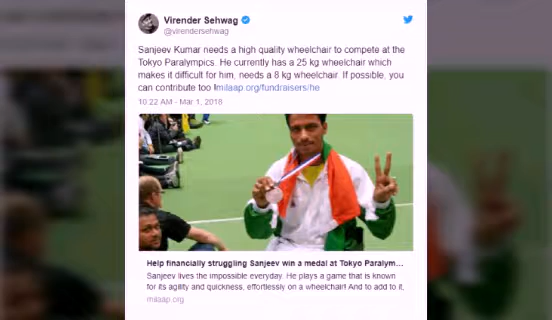 Virender Sehwag
@virendersehwag
Sanjeev Kumar needs a high quality wheelchair to compete at the
Tokyo Paralympics. He currently has a 25 kg wheelchair which
makes it difficult for him, needs a 8 kg wheelchair. If possible, you
can contribute too !milaap.org/fundraisers/he
10:22 AM - Mar 1, 2018
Help financially struggling Sanjeev win a medal at Tokyo Paralym...
Sanjeev lives the impossible everyday. He plays a game that is known
for its agility and quickness, effortlessly on a wheelchair! And to add to it,
milaap.org